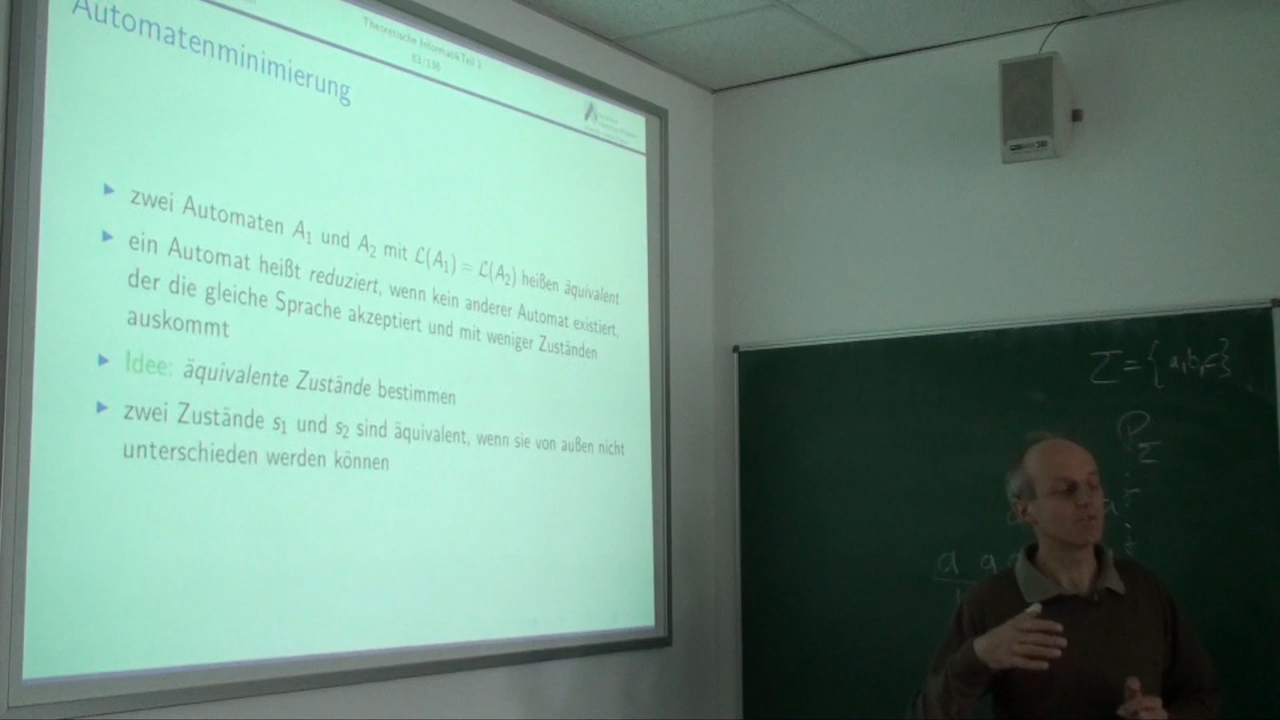 Theoretische Informatik Teil 1
63/136
Automatenminimierung
▶ zwei Automaten A₁ und A₂ mit ℒ(A₁) = ℒ(A₂) heißen äquivalent
▶ ein Automat heißt reduziert, wenn kein anderer Automat existiert,
der die gleiche Sprache akzeptiert und mit weniger Zuständen
auskommt
▶ Idee: äquivalente Zustände bestimmen
▶ zwei Zustände s₁ und s₂ sind äquivalent, wenn sie von außen nicht
unterschieden werden können
Σ = {a,b,c}